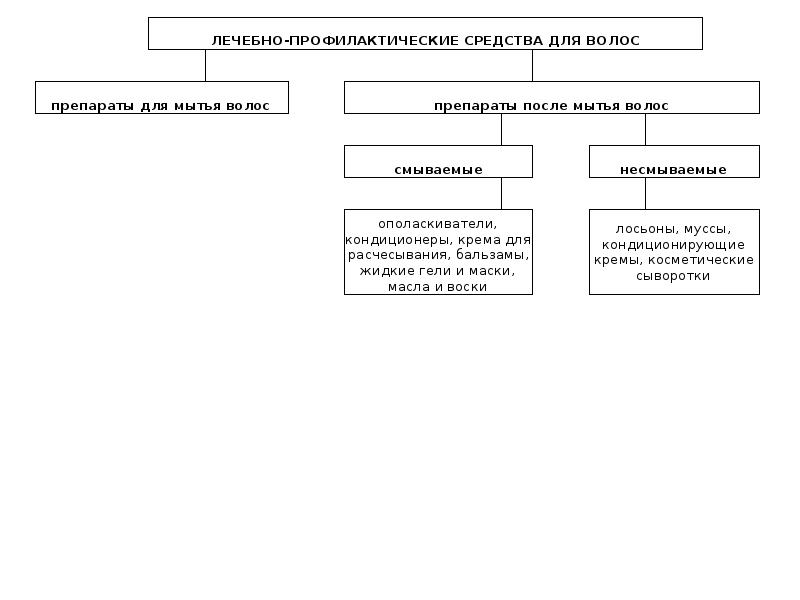 ЛЕЧЕБНО-ПРОФИЛАКТИЧЕСКИЕ СРЕДСТВА ДЛЯ ВОЛОС
препараты для мытья волос
препараты после мытья волос
смываемые
несмываемые
ополаскиватели,
кондиционеры, крема для
расчесывания, бальзамы,
жидкие гели и маски,
масла и воски
лосьоны, муссы,
кондиционирующие
кремы, косметические
сыворотки